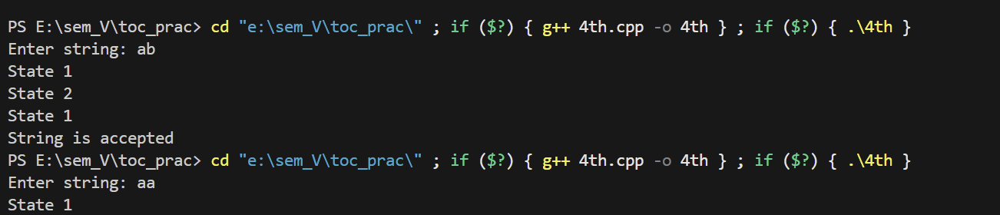 PS E:\sem_V\toc_prac> cd "e:\sem_V\toc_prac\" ; if ($?) { g++ 4th.cpp -o 4th } ; if ($?) { .\4th }
Enter string: ab
State 1
State 2
State 1
String is accepted
PS E:\sem_V\toc_prac> cd "e:\sem_V\toc_prac\" ; if ($?) { g++ 4th.cpp -o 4th } ; if ($?) { .\4th }
Enter string: aa
State 1